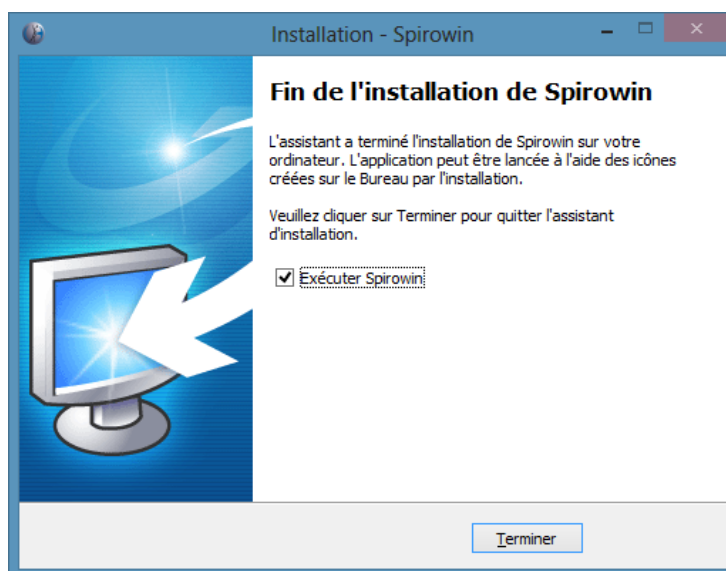 Installation - Spirowin
Fin de l'installation de Spirowin
L'assistant a terminé l'installation de Spirowin sur votre
ordinateur. L'application peut être lancée à l'aide des icônes
créées sur le Bureau par l'installation.
Veuillez cliquer sur Terminer pour quitter l'assistant
d'installation.
Exécuter Spirowin
Terminer